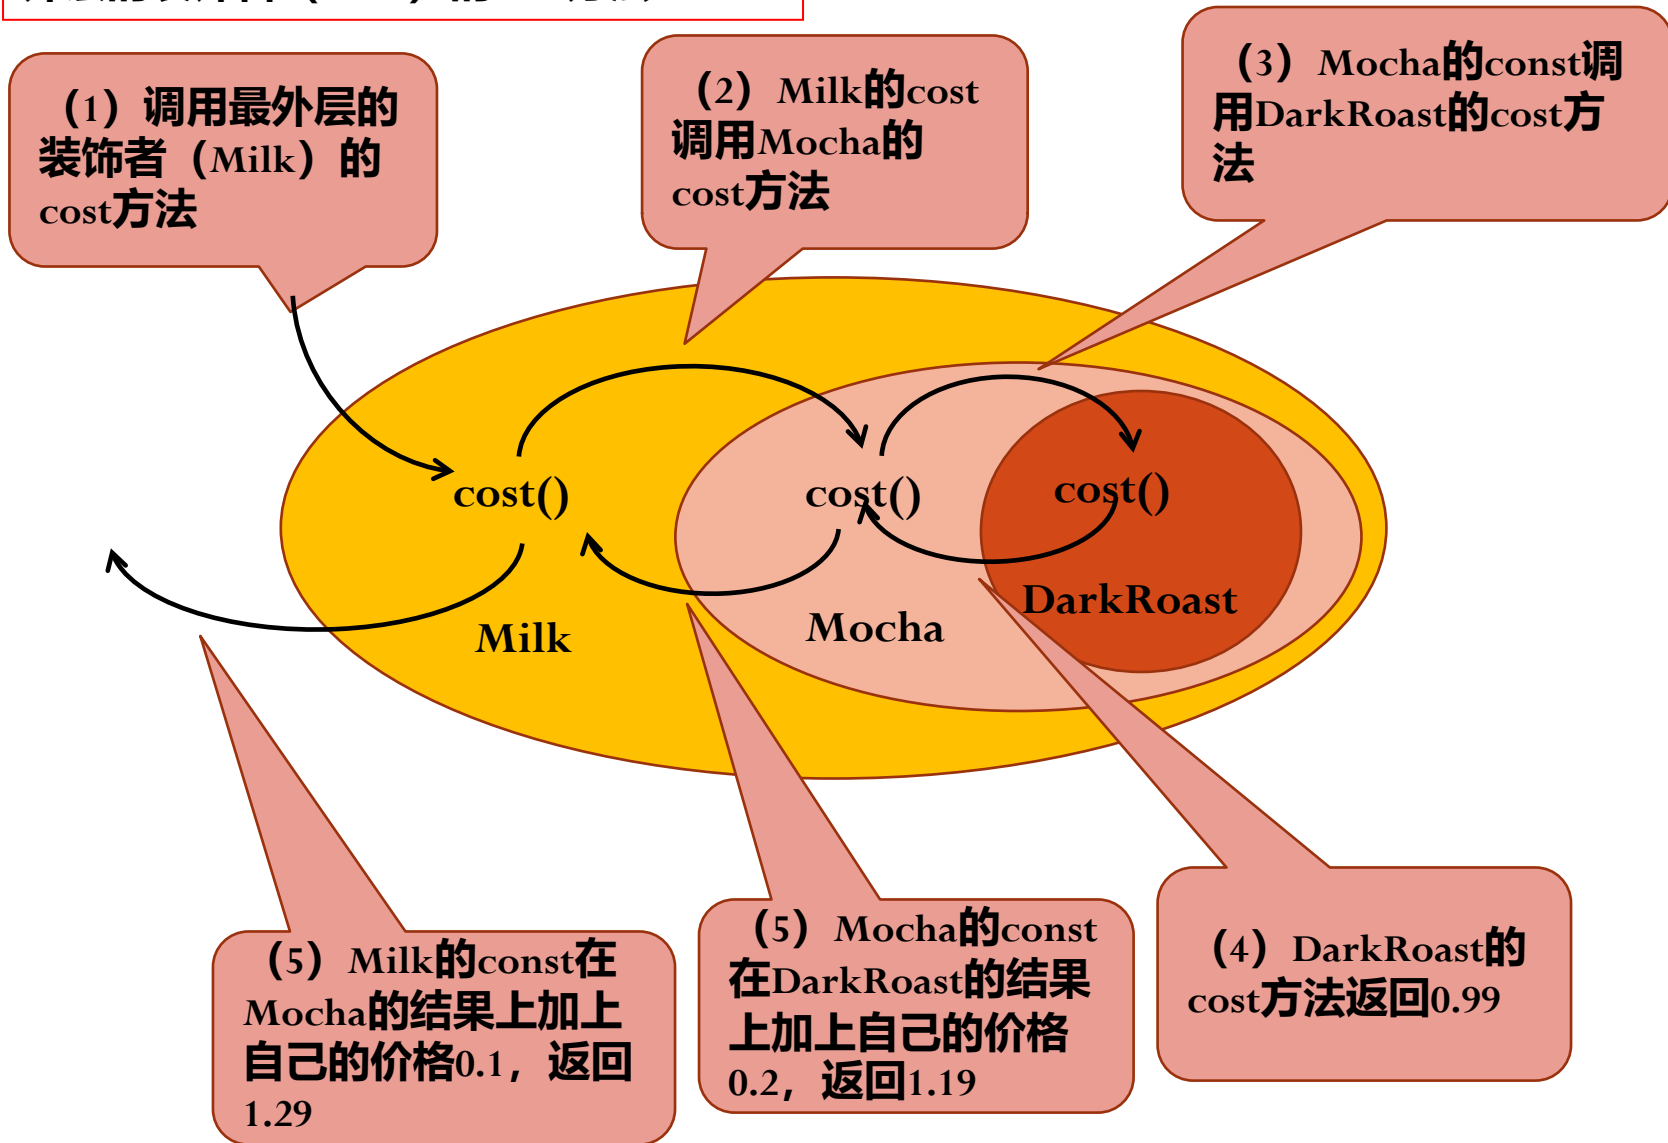 （1）调用最外层的
装饰者（Milk）的
cost方法
（2）Milk的cost
调用Mocha的
cost方法
（3）Mocha的const调
用DarkRoast的cost方
法
cost()
cost()
cost()
DarkRoast
Mocha
Milk
（5）Milk的const在
Mocha的结果上加上
自己的价格0.1，返回
1.29
（5）Mocha的const
在DarkRoast的结果
上加上自己的价格
0.2，返回1.19
（4）DarkRoast的
cost方法返回0.99